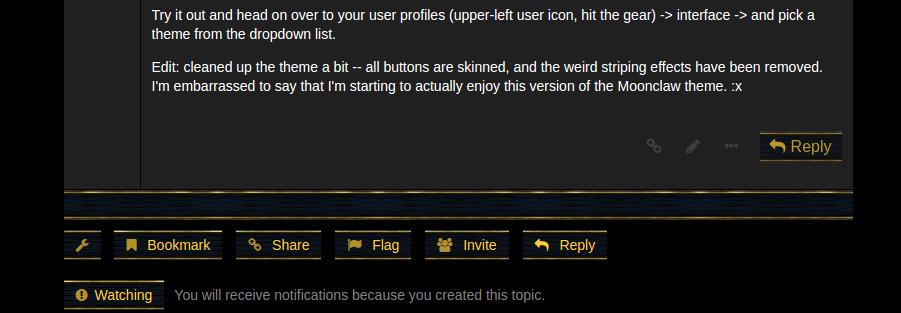 Try it out and head on over to your user profiles (upper-left user icon, hit the gear) -> interface -> and pick a
theme from the dropdown list.
Edit: cleaned up the theme a bit -- all buttons are skinned, and the weird striping effects have been removed.
I'm embarrassed to say that I'm starting to actually enjoy this version of the Moonclaw theme. :x
Reply
Bookmark Share Flag Invite Reply
Watching You will receive notifications because you created this topic.